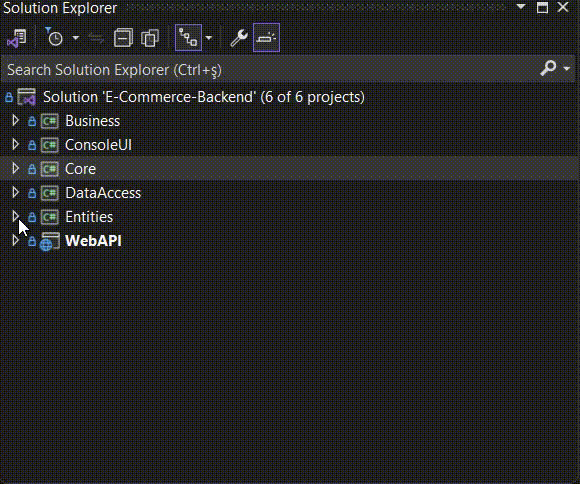 Solution Explorer
Search Solution Explorer (Ctrl+ş)
Solution 'E-Commerce-Backend' (6 of 6 projects)
C# Business
C# ConsoleUI
C# Core
C# DataAccess
C# Entities
WebAPI